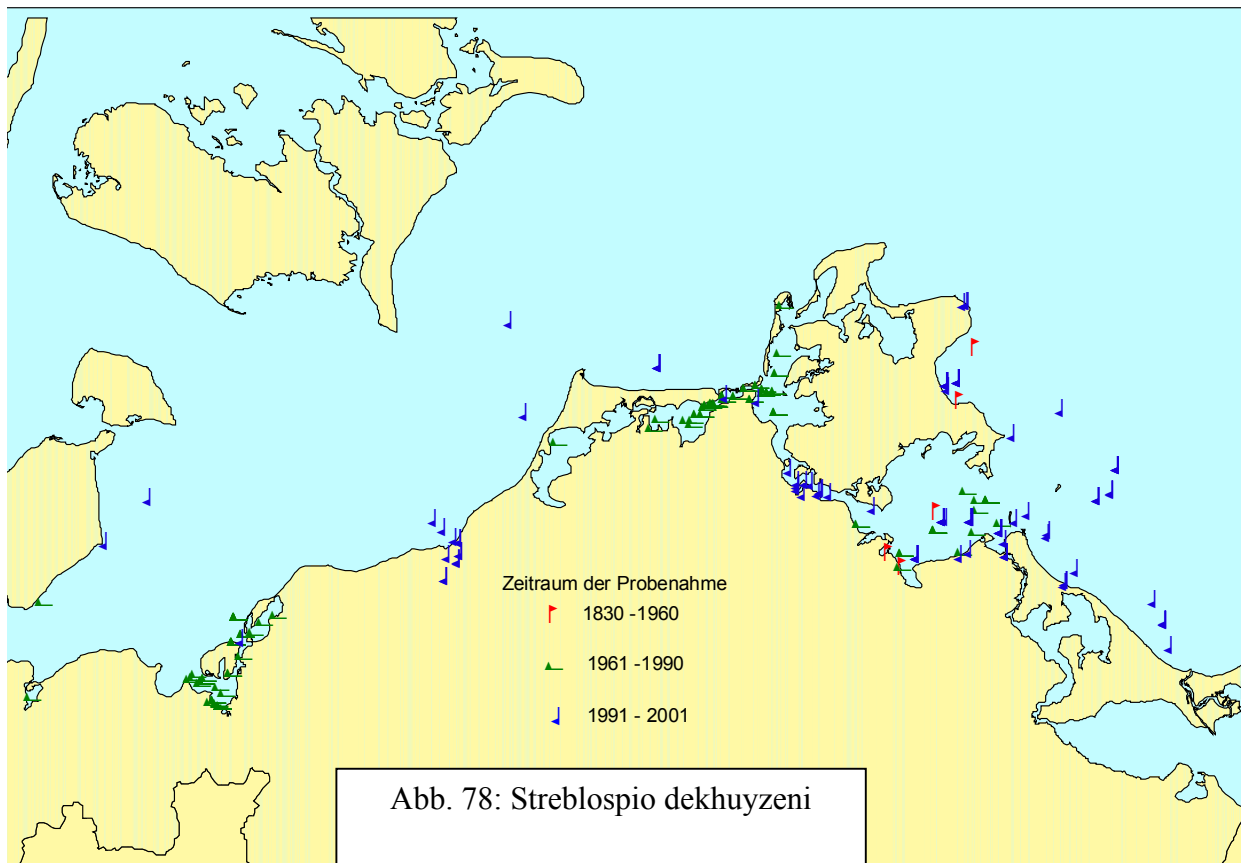 Zeitraum der Probenahme
1830 -1960
1961 -1990
1991 - 2001
Abb. 78: Streblospio dekhuyzeni